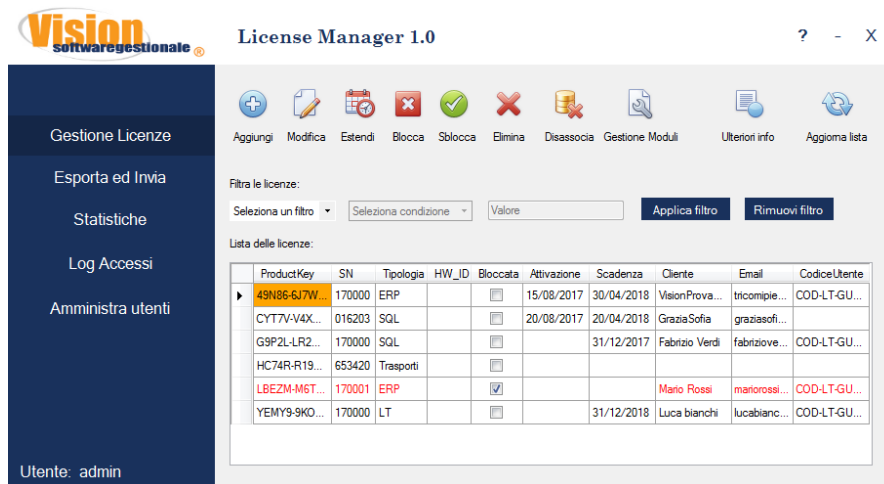 Vision
softwaregestionale ®
License Manager 1.0
? - X
Gestione Licenze
Esporta ed Invia
Statistiche
Log Accessi
Amministra utenti
Utente: admin
Aggiungi Modifica Estendi Blocca Sblocca Elimina Disassocia Gestione Moduli Ulteriori info Aggiorna lista
Filtra le licenze:
Seleziona un filtro Seleziona condizione Valore Applica filtro Rimuovi filtro
Lista delle licenze:
ProductKey SN Tipologia HW_ID Bloccata Attivazione Scadenza Cliente Email CodiceUtente
49N86-6J7W... 170000 ERP 15/08/2017 30/04/2018 VisionProva... tricomipie... COD-LT-GU...
CYT7V-V4X... 016203 SQL 20/08/2017 20/04/2018 GraziaSofia graziasofi...
G9P2L-LR2... 170000 SQL 31/12/2017 Fabrizio Verdi fabriziove... COD-LT-GU...
HC74R-R19... 653420 Trasporti
LBEZM-M6T... 170001 ERP Mario Rossi mariorossi... COD-LT-GU...
YEMY9-9KO... 170000 LT 31/12/2018 Luca bianchi lucabianc... COD-LT-GU...